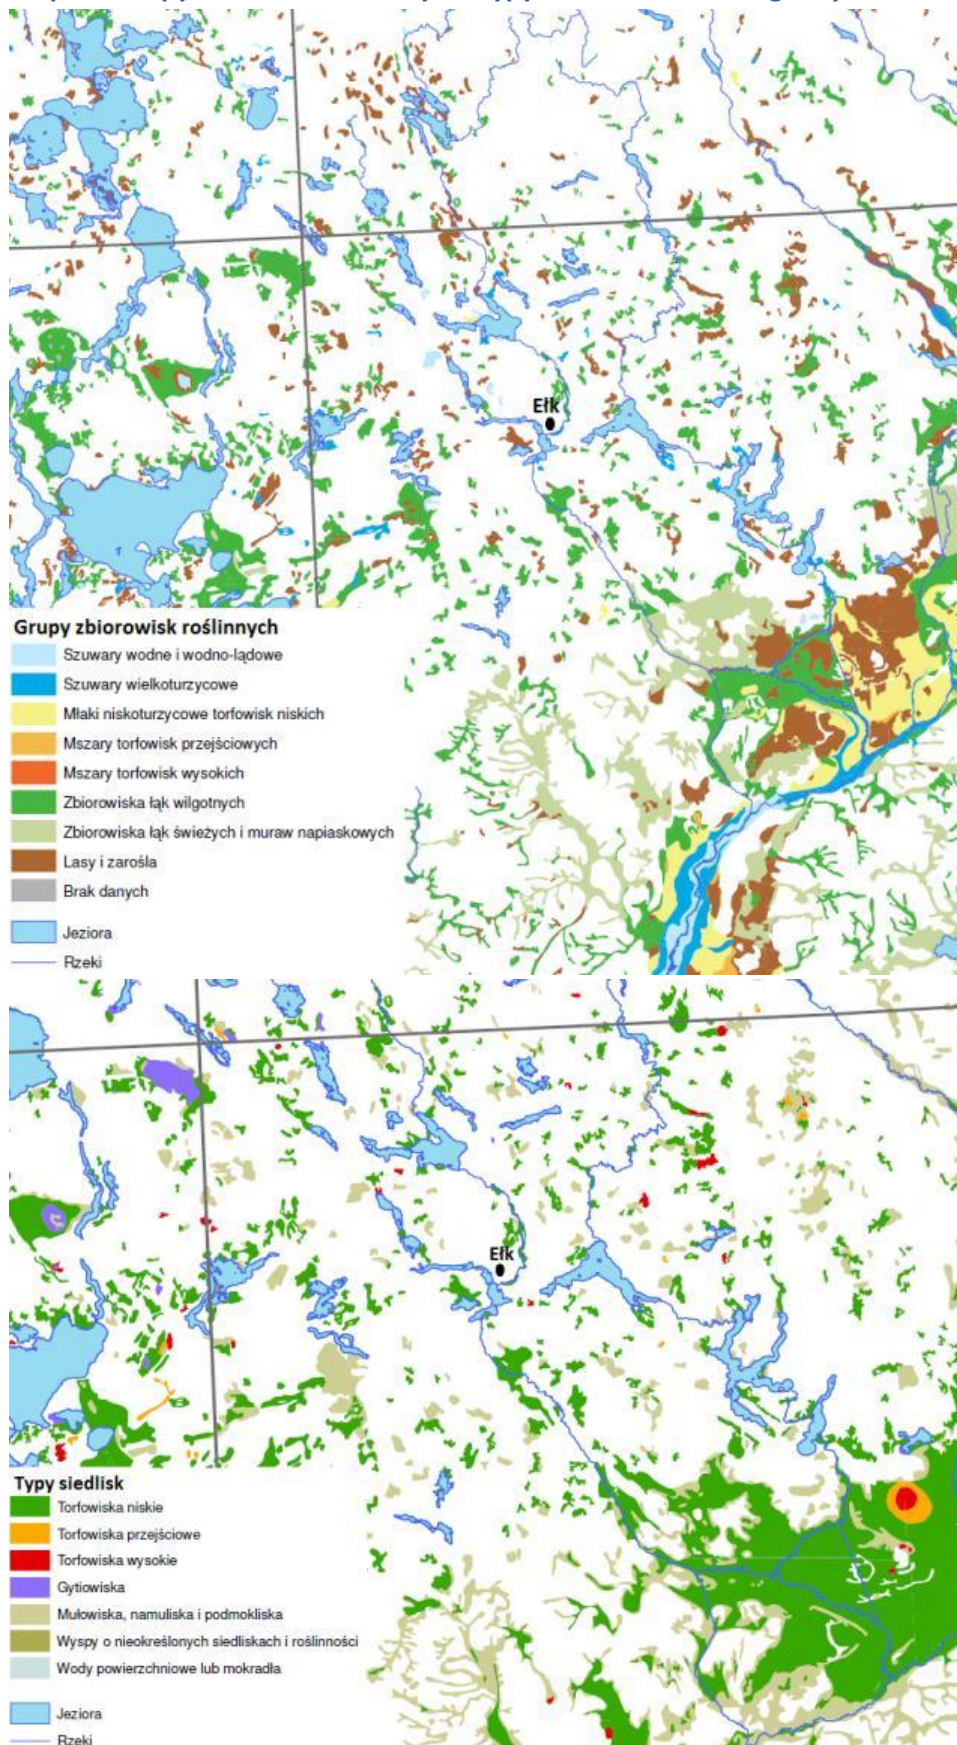 Ełk
Grupy zbiorowisk roślinnych
Szuwary wodne i wodno-lądowe
Szuwary wielkoturzycowe
Młaki niskoturzycowe torfowisk niskich
Mszary torfowisk przejściowych
Mszary torfowisk wysokich
Zbiorowiska łąk wilgotnych
Zbiorowiska łąk świeżych i muraw napiaskowych
Lasy i zarośla
Brak danych
Jeziora
Rzeki
Ełk
Typy siedlisk
Torfowiska niskie
Torfowiska przejściowe
Torfowiska wysokie
Gytiowiska
Mułowiska, namuliska i podmokliska
Wyspy o nieokreślonych siedliskach i roślinności
Wody powierzchniowe lub mokradła
Jeziora
Rzeki